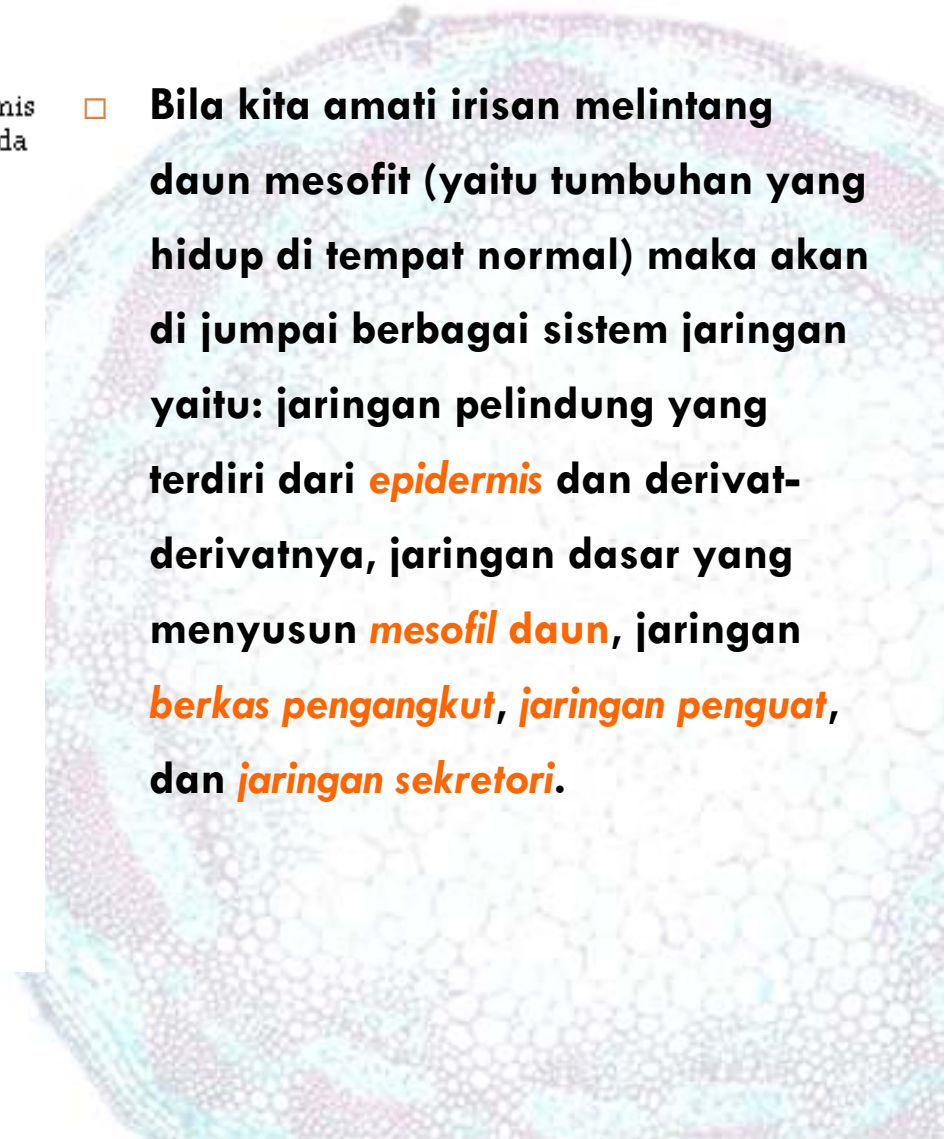 nis
da
Bila kita amati irisan melintang
daun mesofit (yaitu tumbuhan yang
hidup di tempat normal) maka akan
di jumpai berbagai sistem jaringan
yaitu: jaringan pelindung yang
terdiri dari epidermis dan derivat-
derivatnya, jaringan dasar yang
menyusun mesofil daun, jaringan
berkas pengangkut, jaringan penguat,
dan jaringan sekretori.